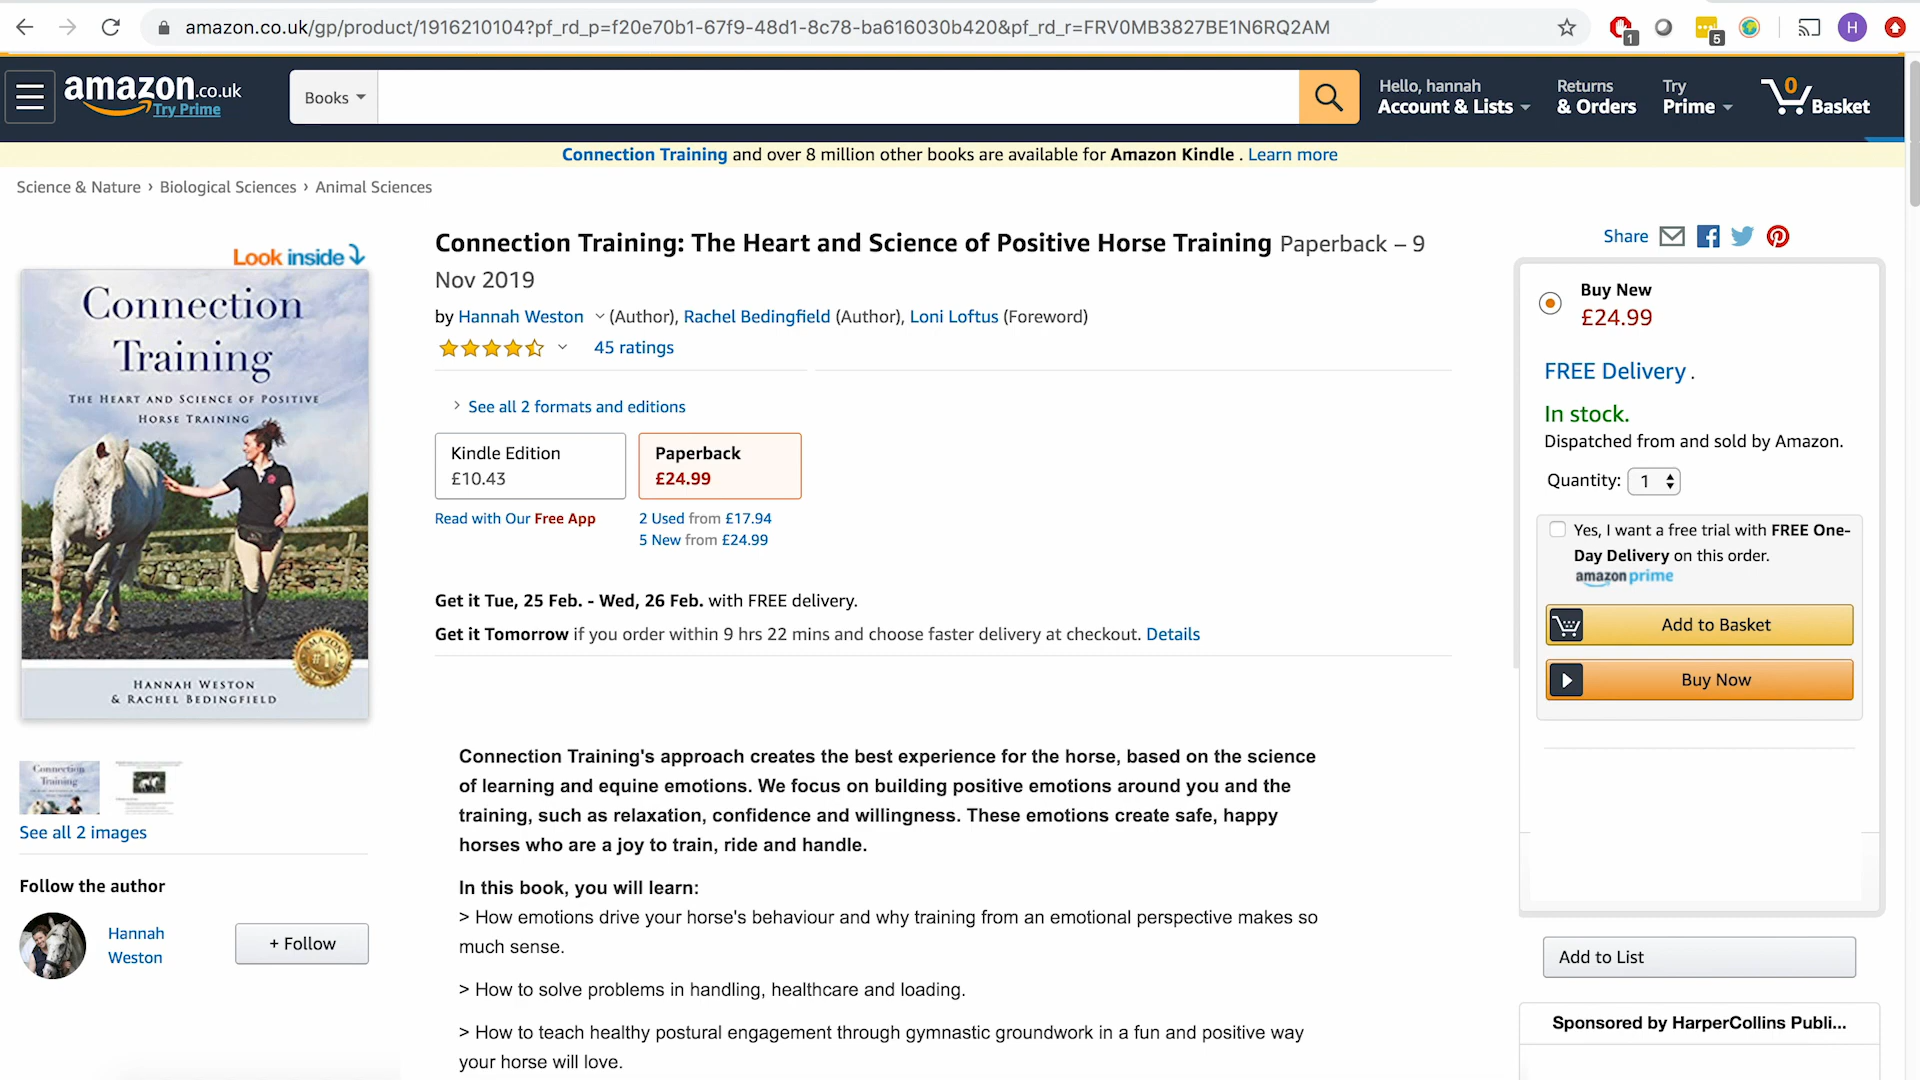 amazon.co.uk/gp/product/1916210104?pf_rd_p=f20e70b1-67f9-48d1-8c78-ba616030b420&pf_rd_r=FRV0MB3827BE1N6RQ2AM
1
5
H
amazon.co.uk
Try Prime
Books
Hello, hannah
Account & Lists
Returns
& Orders
Try
Prime
0
Basket
Connection Training and over 8 million other books are available for Amazon Kindle . Learn more
Science & Nature › Biological Sciences › Animal Sciences
Look inside
Connection
Training
THE HEART AND SCIENCE OF POSITIVE
HORSE TRAINING
AMAZON
#1
BESTSELLER
HANNAH WESTON
& RACHEL BEDINGFIELD
See all 2 images
Follow the author
Hannah
Weston
+ Follow
Connection Training: The Heart and Science of Positive Horse Training Paperback – 9
Nov 2019
by Hannah Weston (Author), Rachel Bedingfield (Author), Loni Loftus (Foreword)
45 ratings
› See all 2 formats and editions
Kindle Edition
£10.43
Paperback
£24.99
Read with Our Free App
2 Used from £17.94
5 New from £24.99
Get it Tue, 25 Feb. - Wed, 26 Feb. with FREE delivery.
Get it Tomorrow if you order within 9 hrs 22 mins and choose faster delivery at checkout. Details
Connection Training's approach creates the best experience for the horse, based on the science
of learning and equine emotions. We focus on building positive emotions around you and the
training, such as relaxation, confidence and willingness. These emotions create safe, happy
horses who are a joy to train, ride and handle.
In this book, you will learn:
> How emotions drive your horse's behaviour and why training from an emotional perspective makes so
much sense.
> How to solve problems in handling, healthcare and loading.
> How to teach healthy postural engagement through gymnastic groundwork in a fun and positive way
your horse will love.
Share
Buy New
£24.99
FREE Delivery .
In stock.
Dispatched from and sold by Amazon.
Quantity: 1
Yes, I want a free trial with FREE One-
Day Delivery on this order.
amazon prime
Add to Basket
Buy Now
Add to List
Sponsored by HarperCollins Publi...